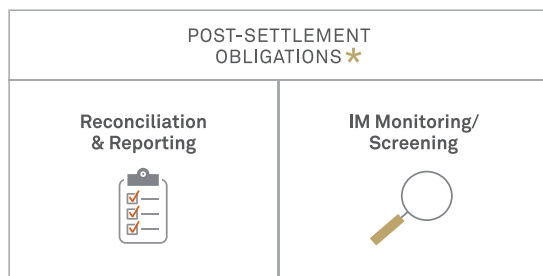 POST-SETTLEMENT
OBLIGATIONS*
Reconciliation
& Reporting
IM Monitoring/
Screening